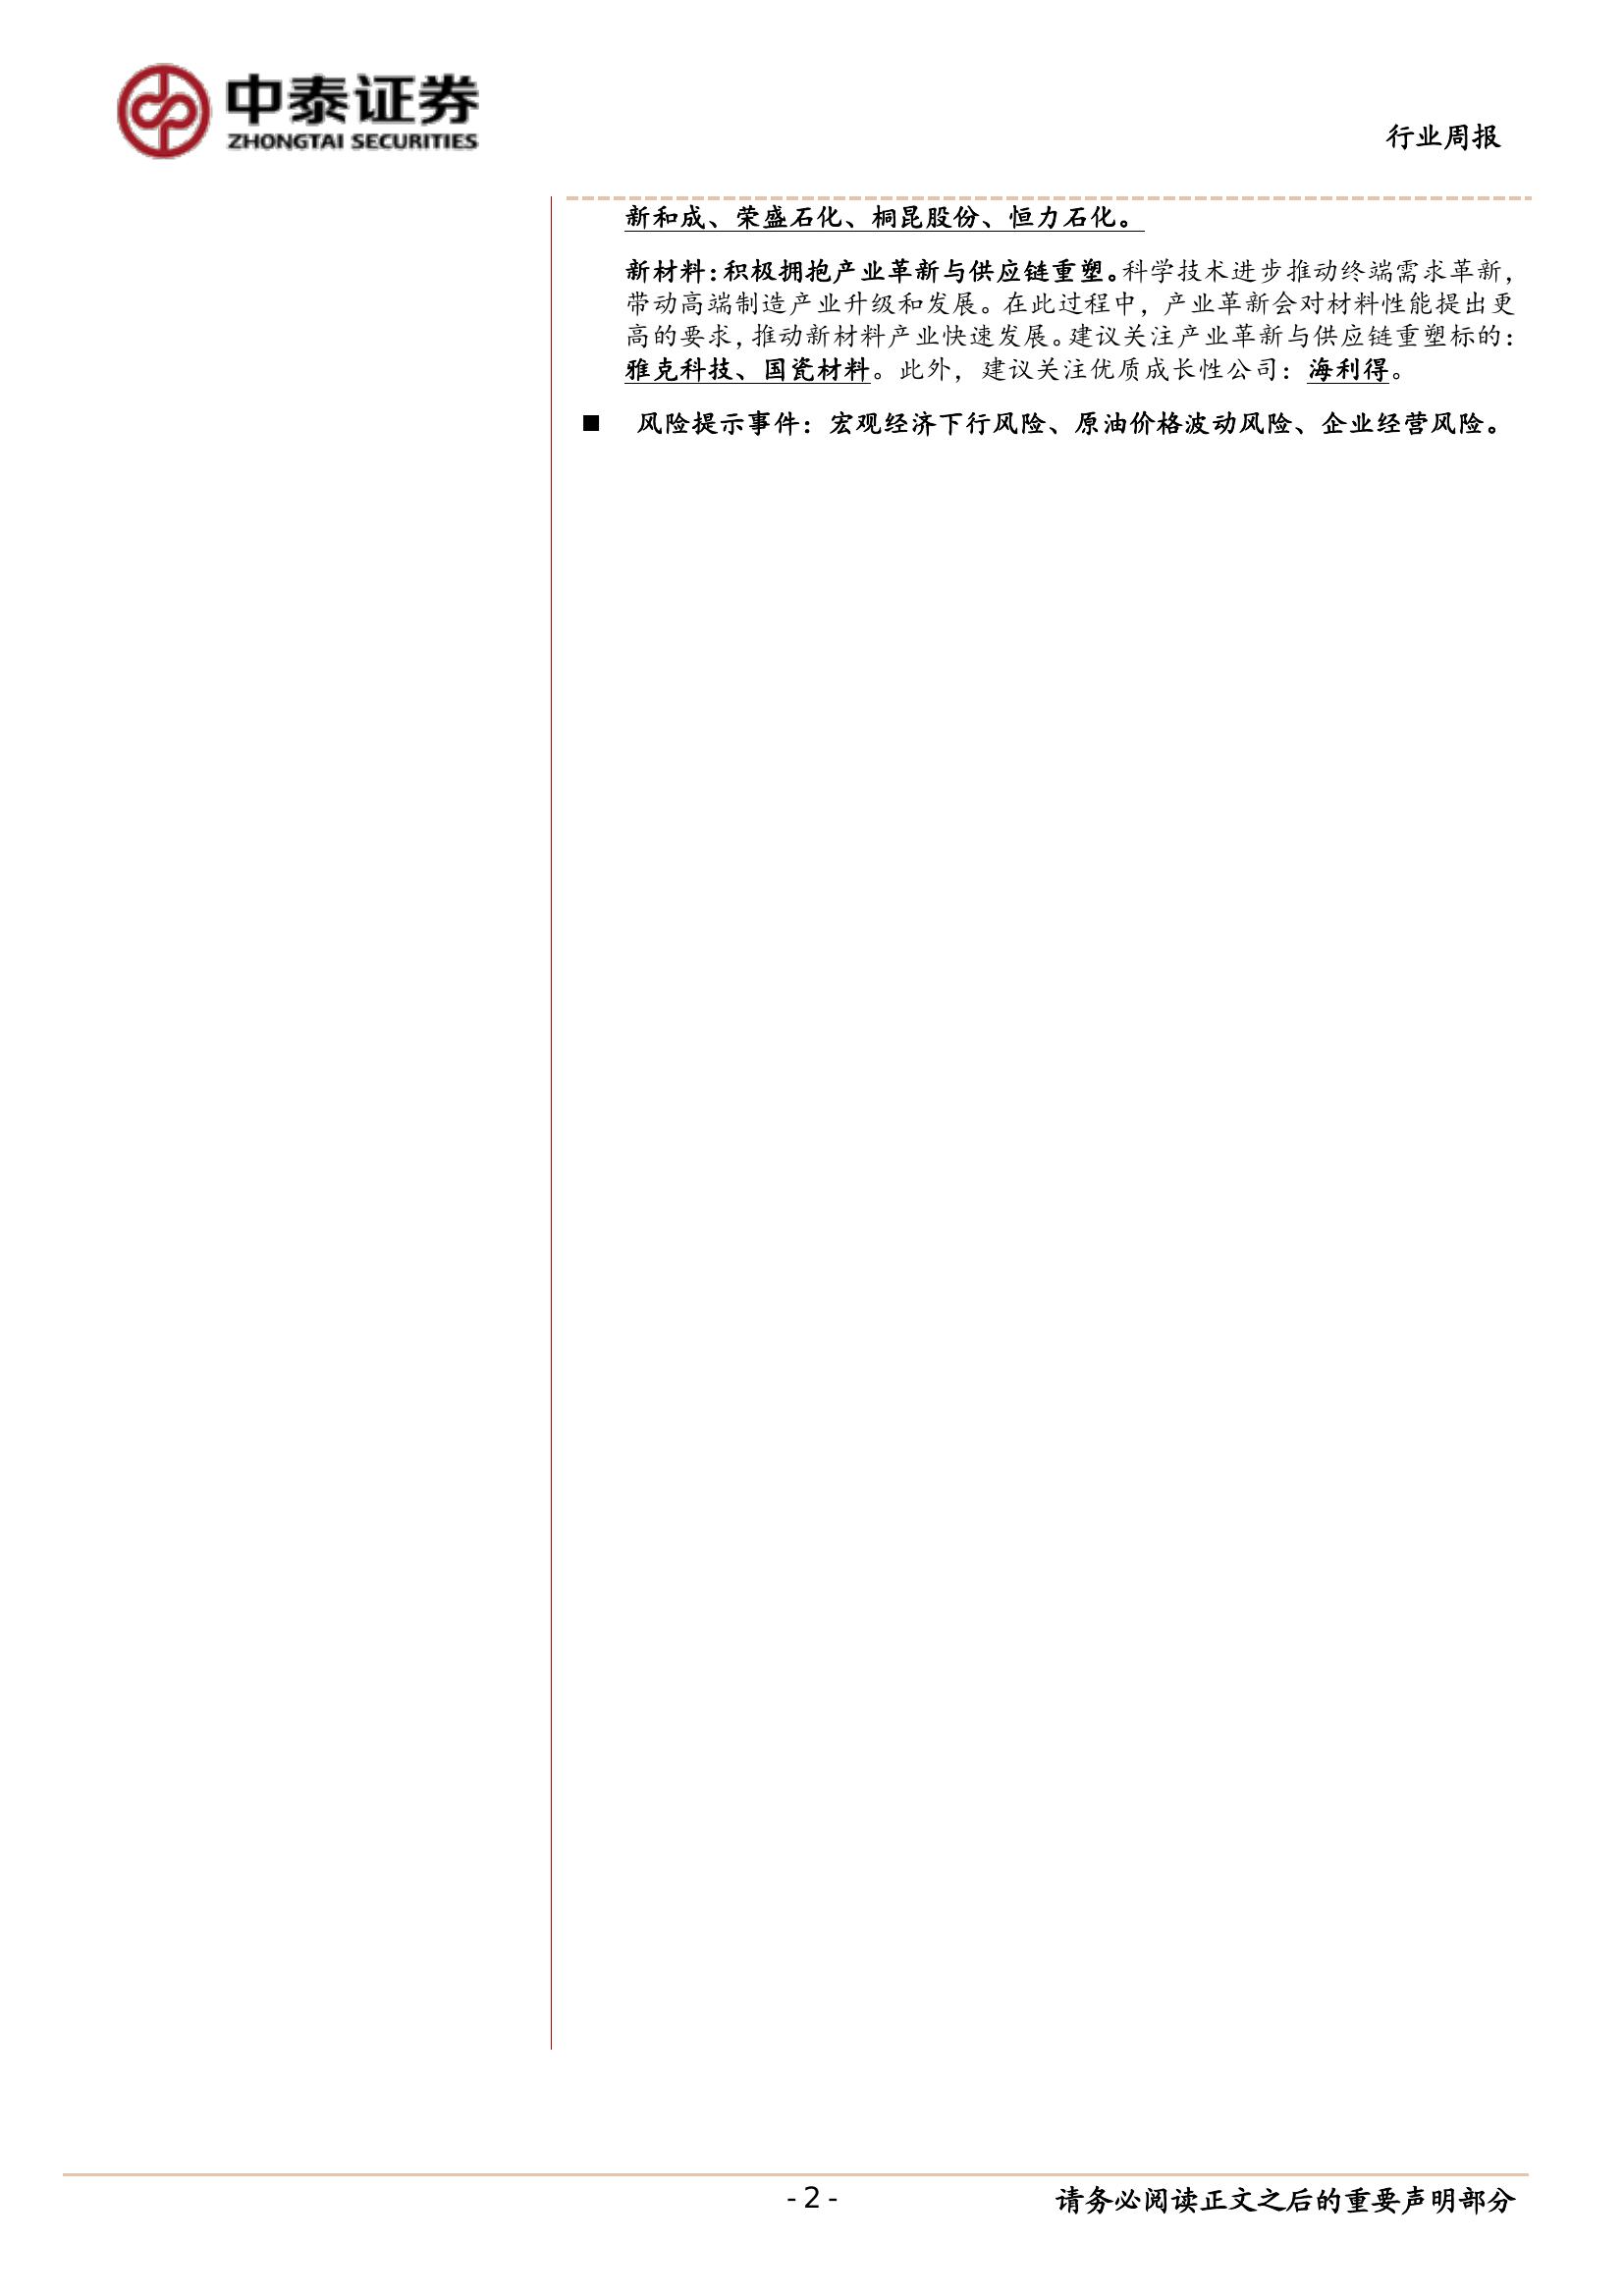 中泰证券
ZHONGTAI SECURITIES
行业周报
新和成、荣盛石化、桐昆股份、恒力石化。
新材料：积极拥抱产业革新与供应链重塑。科学技术进步推动终端需求革新，
带动高端制造产业升级和发展。在此过程中，产业革新会对材料性能提出更
高的要求，推动新材料产业快速发展。建议关注产业革新与供应链重塑标的：
雅克科技、国瓷材料。此外，建议关注优质成长性公司：海利得。
■ 风险提示事件：宏观经济下行风险、原油价格波动风险、企业经营风险。
- 2 -
请务必阅读正文之后的重要声明部分